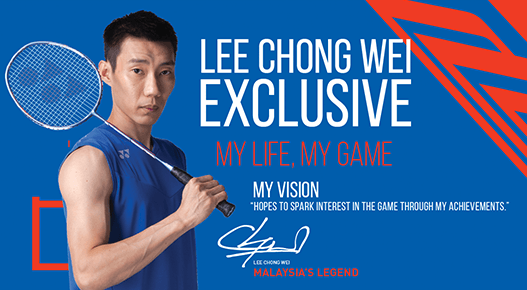 LEE CHONG WEI
EXCLUSIVE
MY LIFE, MY GAME
MY VISION
“HOPES TO SPARK INTEREST IN THE GAME THROUGH MY ACHIEVEMENTS.”
LEE CHONG WEI
MALAYSIA'S LEGEND